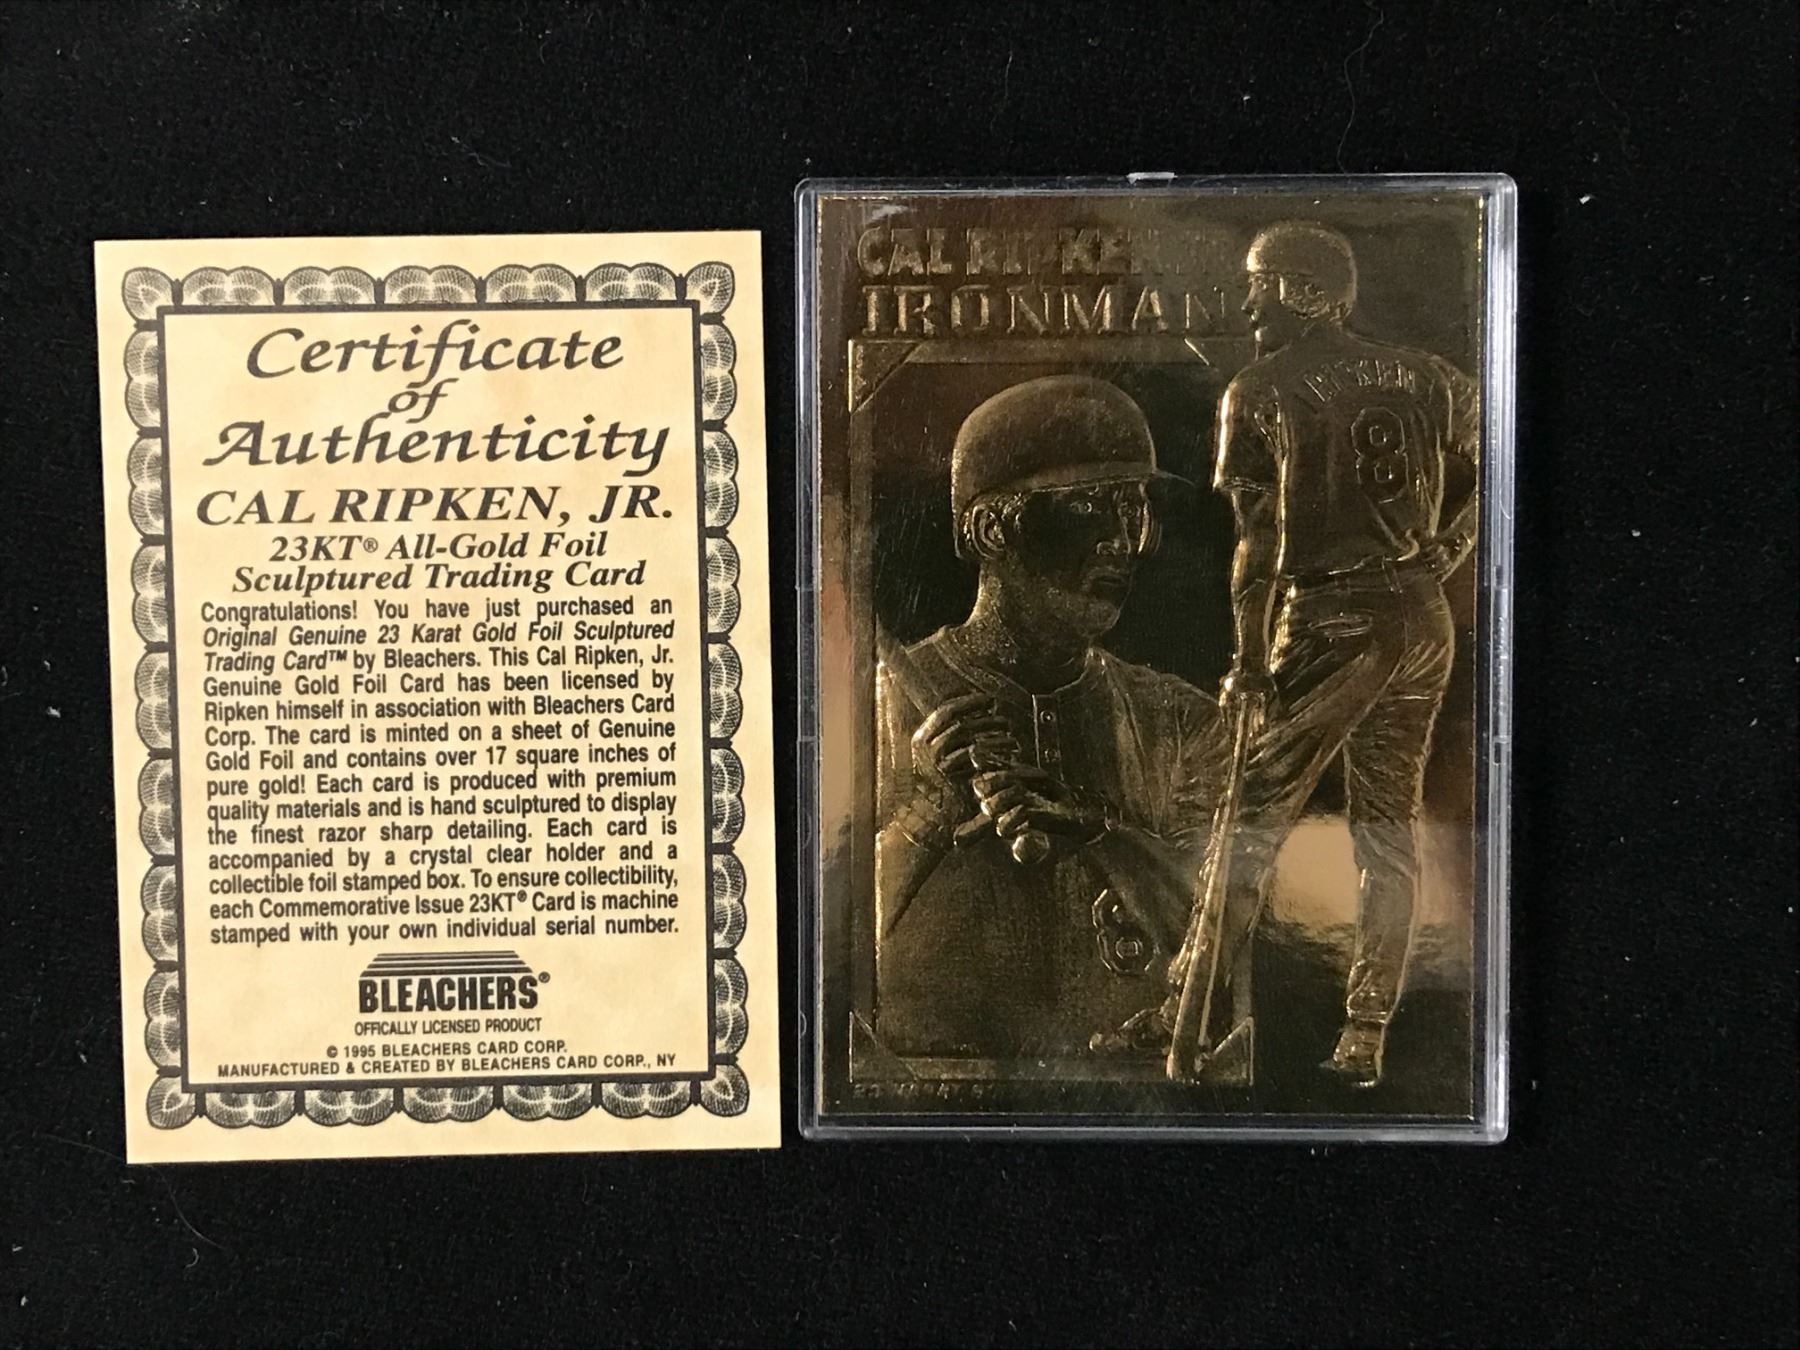 Certificate
of
Authenticity
CAL RIPKEN, JR.
23KT® All-Gold Foil
Sculptured Trading Card
Congratulations! You have just purchased an
Original Genuine 23 Karat Gold Foil Sculptured
Trading Card™ by Bleachers. This Cal Ripken, Jr.
Genuine Gold Foil Card has been licensed by
Ripken himself in association with Bleachers Card
Corp. The card is minted on a sheet of Genuine
Gold Foil and contains over 17 square inches of
pure gold! Each card is produced with premium
quality materials and is hand sculptured to display
the finest razor sharp detailing. Each card is
accompanied by a crystal clear holder and a
collectible foil stamped box. To ensure collectibility,
each Commemorative Issue 23KT® Card is machine
stamped with your own individual serial number.
BLEACHERS®
OFFICALLY LICENSED PRODUCT
© 1995 BLEACHERS CARD CORP.
MANUFACTURED & CREATED BY BLEACHERS CARD CORP., NY
CAL RIPKEN JR
IRONMAN
RIPKEN
8
8